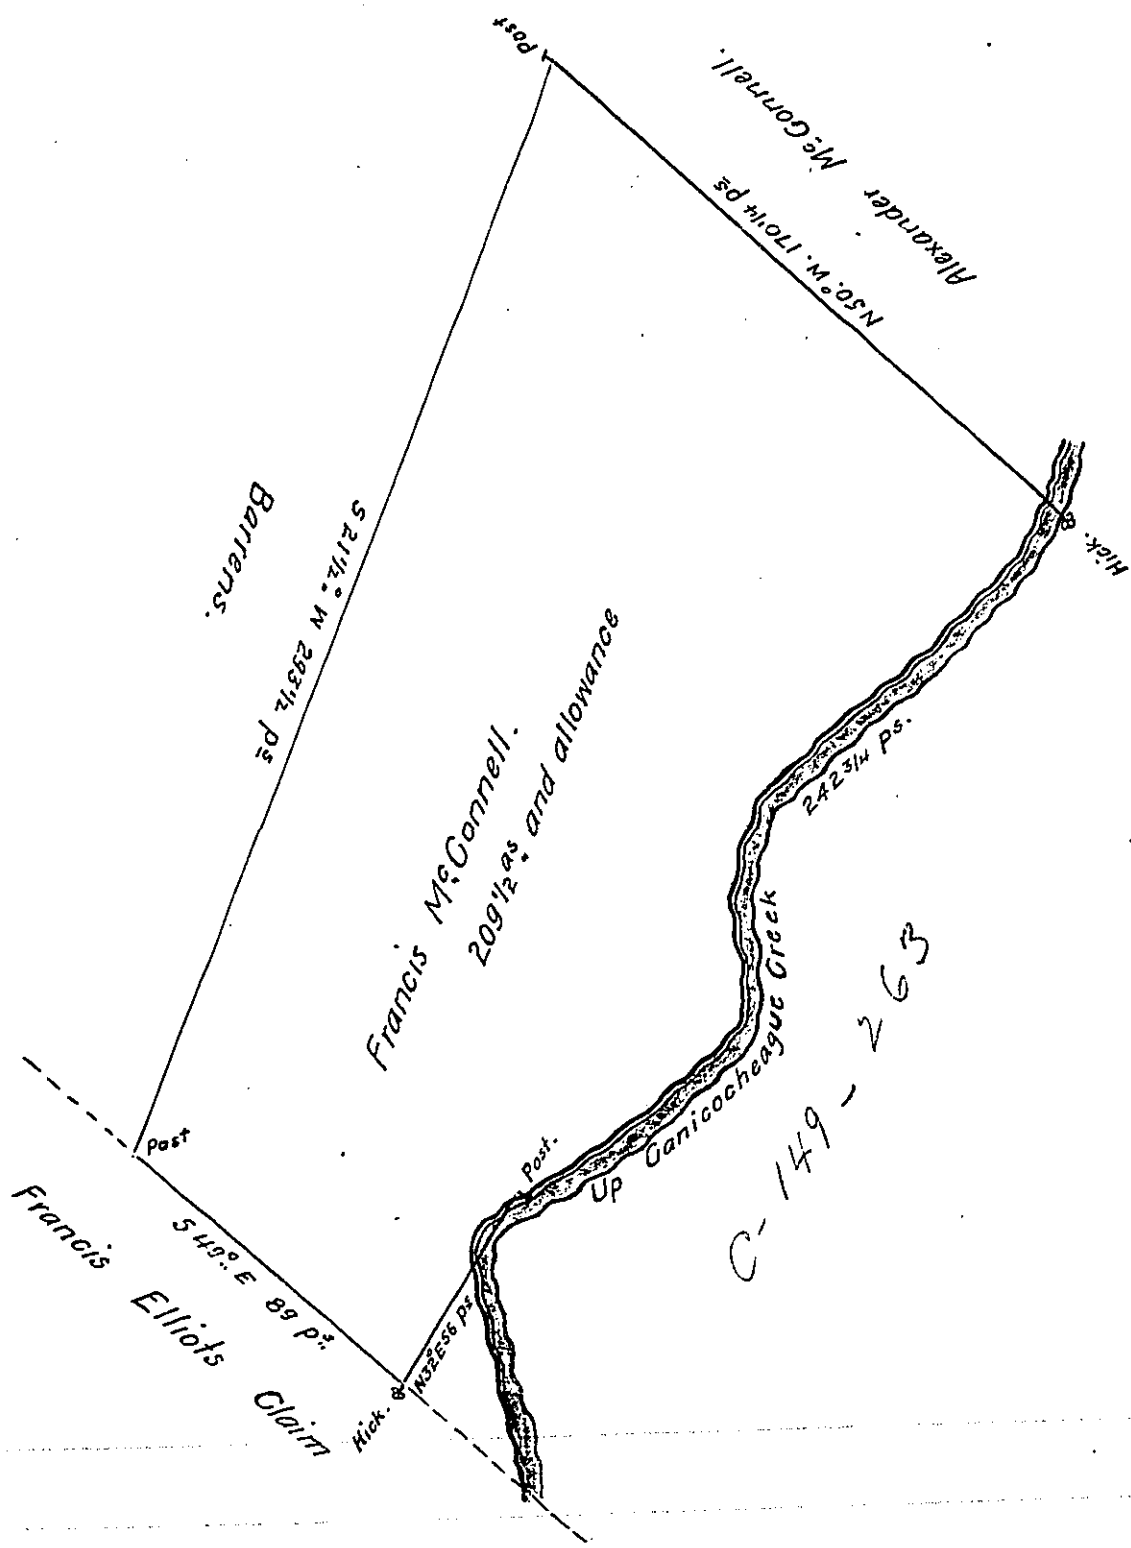 Post
Alexander McConnell.
N50.° W. 170 1/4 ps
Hick.
Barrens.
S 21 1/2.° W 293 1/2 ps
Francis McConnell.
209 1/2 as. and allowance
242 3/4 ps.
Up Canicocheague Creek
Post.
C-149-263
Post
S 49.° E 89 ps.
N32°E 56 ps
Hick.
Francis Elliots Claim